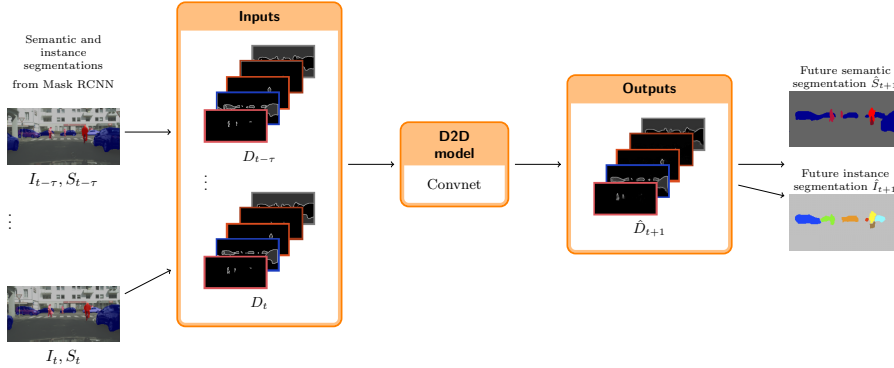 Semantic and
instance
segmentations
from Mask RCNN
I_{t-τ}, S_{t-τ}
⋮
I_t, S_t
Inputs
D_{t-τ}
⋮
D_t
D2D
model
Convnet
Outputs
D̂_{t+1}
Future semantic
segmentation Ŝ_{t+1}
Future instance
segmentation Î_{t+1}